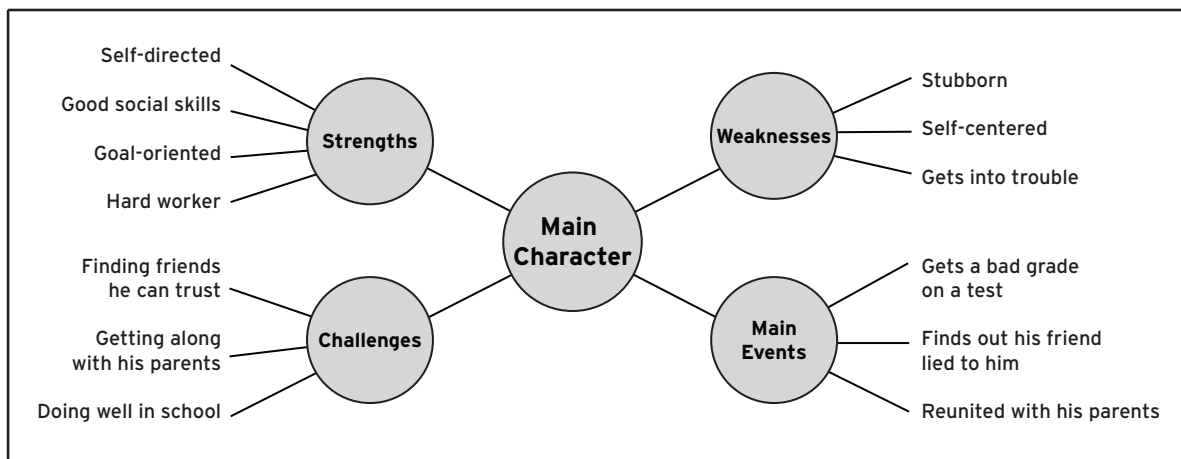 Self-directed
Good social skills
Goal-oriented
Hard worker
Strengths
Weaknesses
Stubborn
Self-centered
Gets into trouble
Main
Character
Finding friends
he can trust
Getting along
with his parents
Doing well in school
Challenges
Main
Events
Gets a bad grade
on a test
Finds out his friend
lied to him
Reunited with his parents